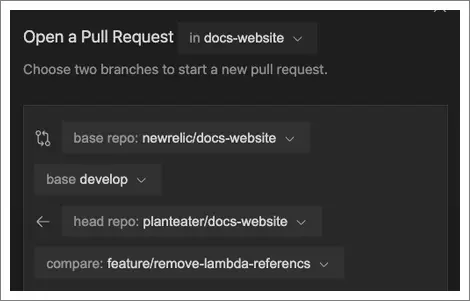 Open a Pull Request in docs-website
Choose two branches to start a new pull request.
base repo: newrelic/docs-website
base develop
head repo: planteater/docs-website
compare: feature/remove-lambda-referencs